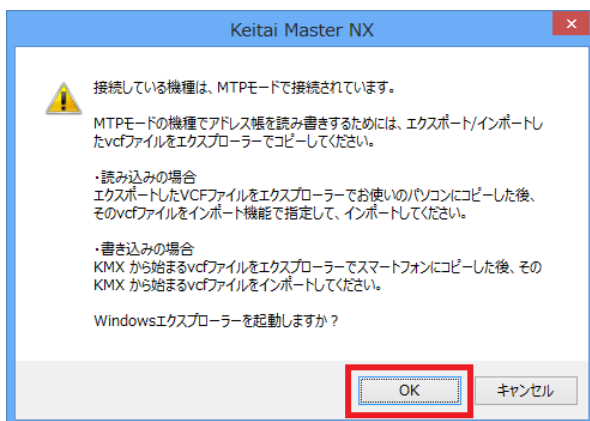 Keitai Master NX
接続している機種は、MTPモードで接続されています。
MTPモードの機種でアドレス帳を読み書きするためには、エクスポート/インポートし
たvcfファイルをエクスプローラーでコピーしてください。
・読み込みの場合
エクスポートしたVCFファイルをエクスプローラーでお使いのパソコンにコピーした後、
そのvcfファイルをインポート機能で指定して、インポートしてください。
・書き込みの場合
KMX から始まるvcfファイルをエクスプローラーでスマートフォンにコピーした後、その
KMX から始まるvcfファイルをインポートしてください。
Windowsエクスプローラーを起動しますか？
OK
キャンセル